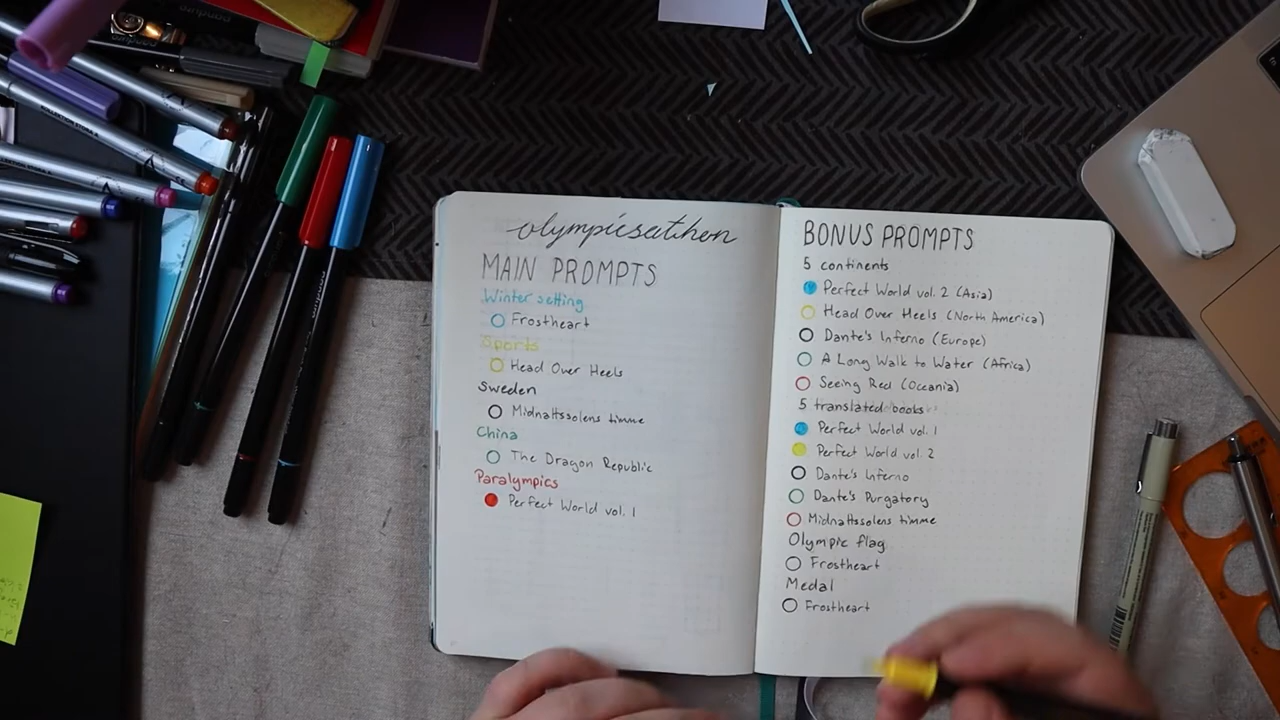 olympicsathon
MAIN PROMPTS
Winter setting
Frostheart
Sports
Head Over Heels
Sweden
Midnattssolens timme
China
The Dragon Republic
Paralympics
Perfect World vol. 1
BONUS PROMPTS
5 continents
Perfect World vol. 2 (Asia)
Head Over Heels (North America)
Dante's Inferno (Europe)
A Long Walk to Water (Africa)
Seeing Red (Oceania)
5 translated books
Perfect World vol. 1
Perfect World vol. 2
Dante's Inferno
Dante's Purgatory
Midnattssolens timme
Olympic flag
Frostheart
Medal
Frostheart